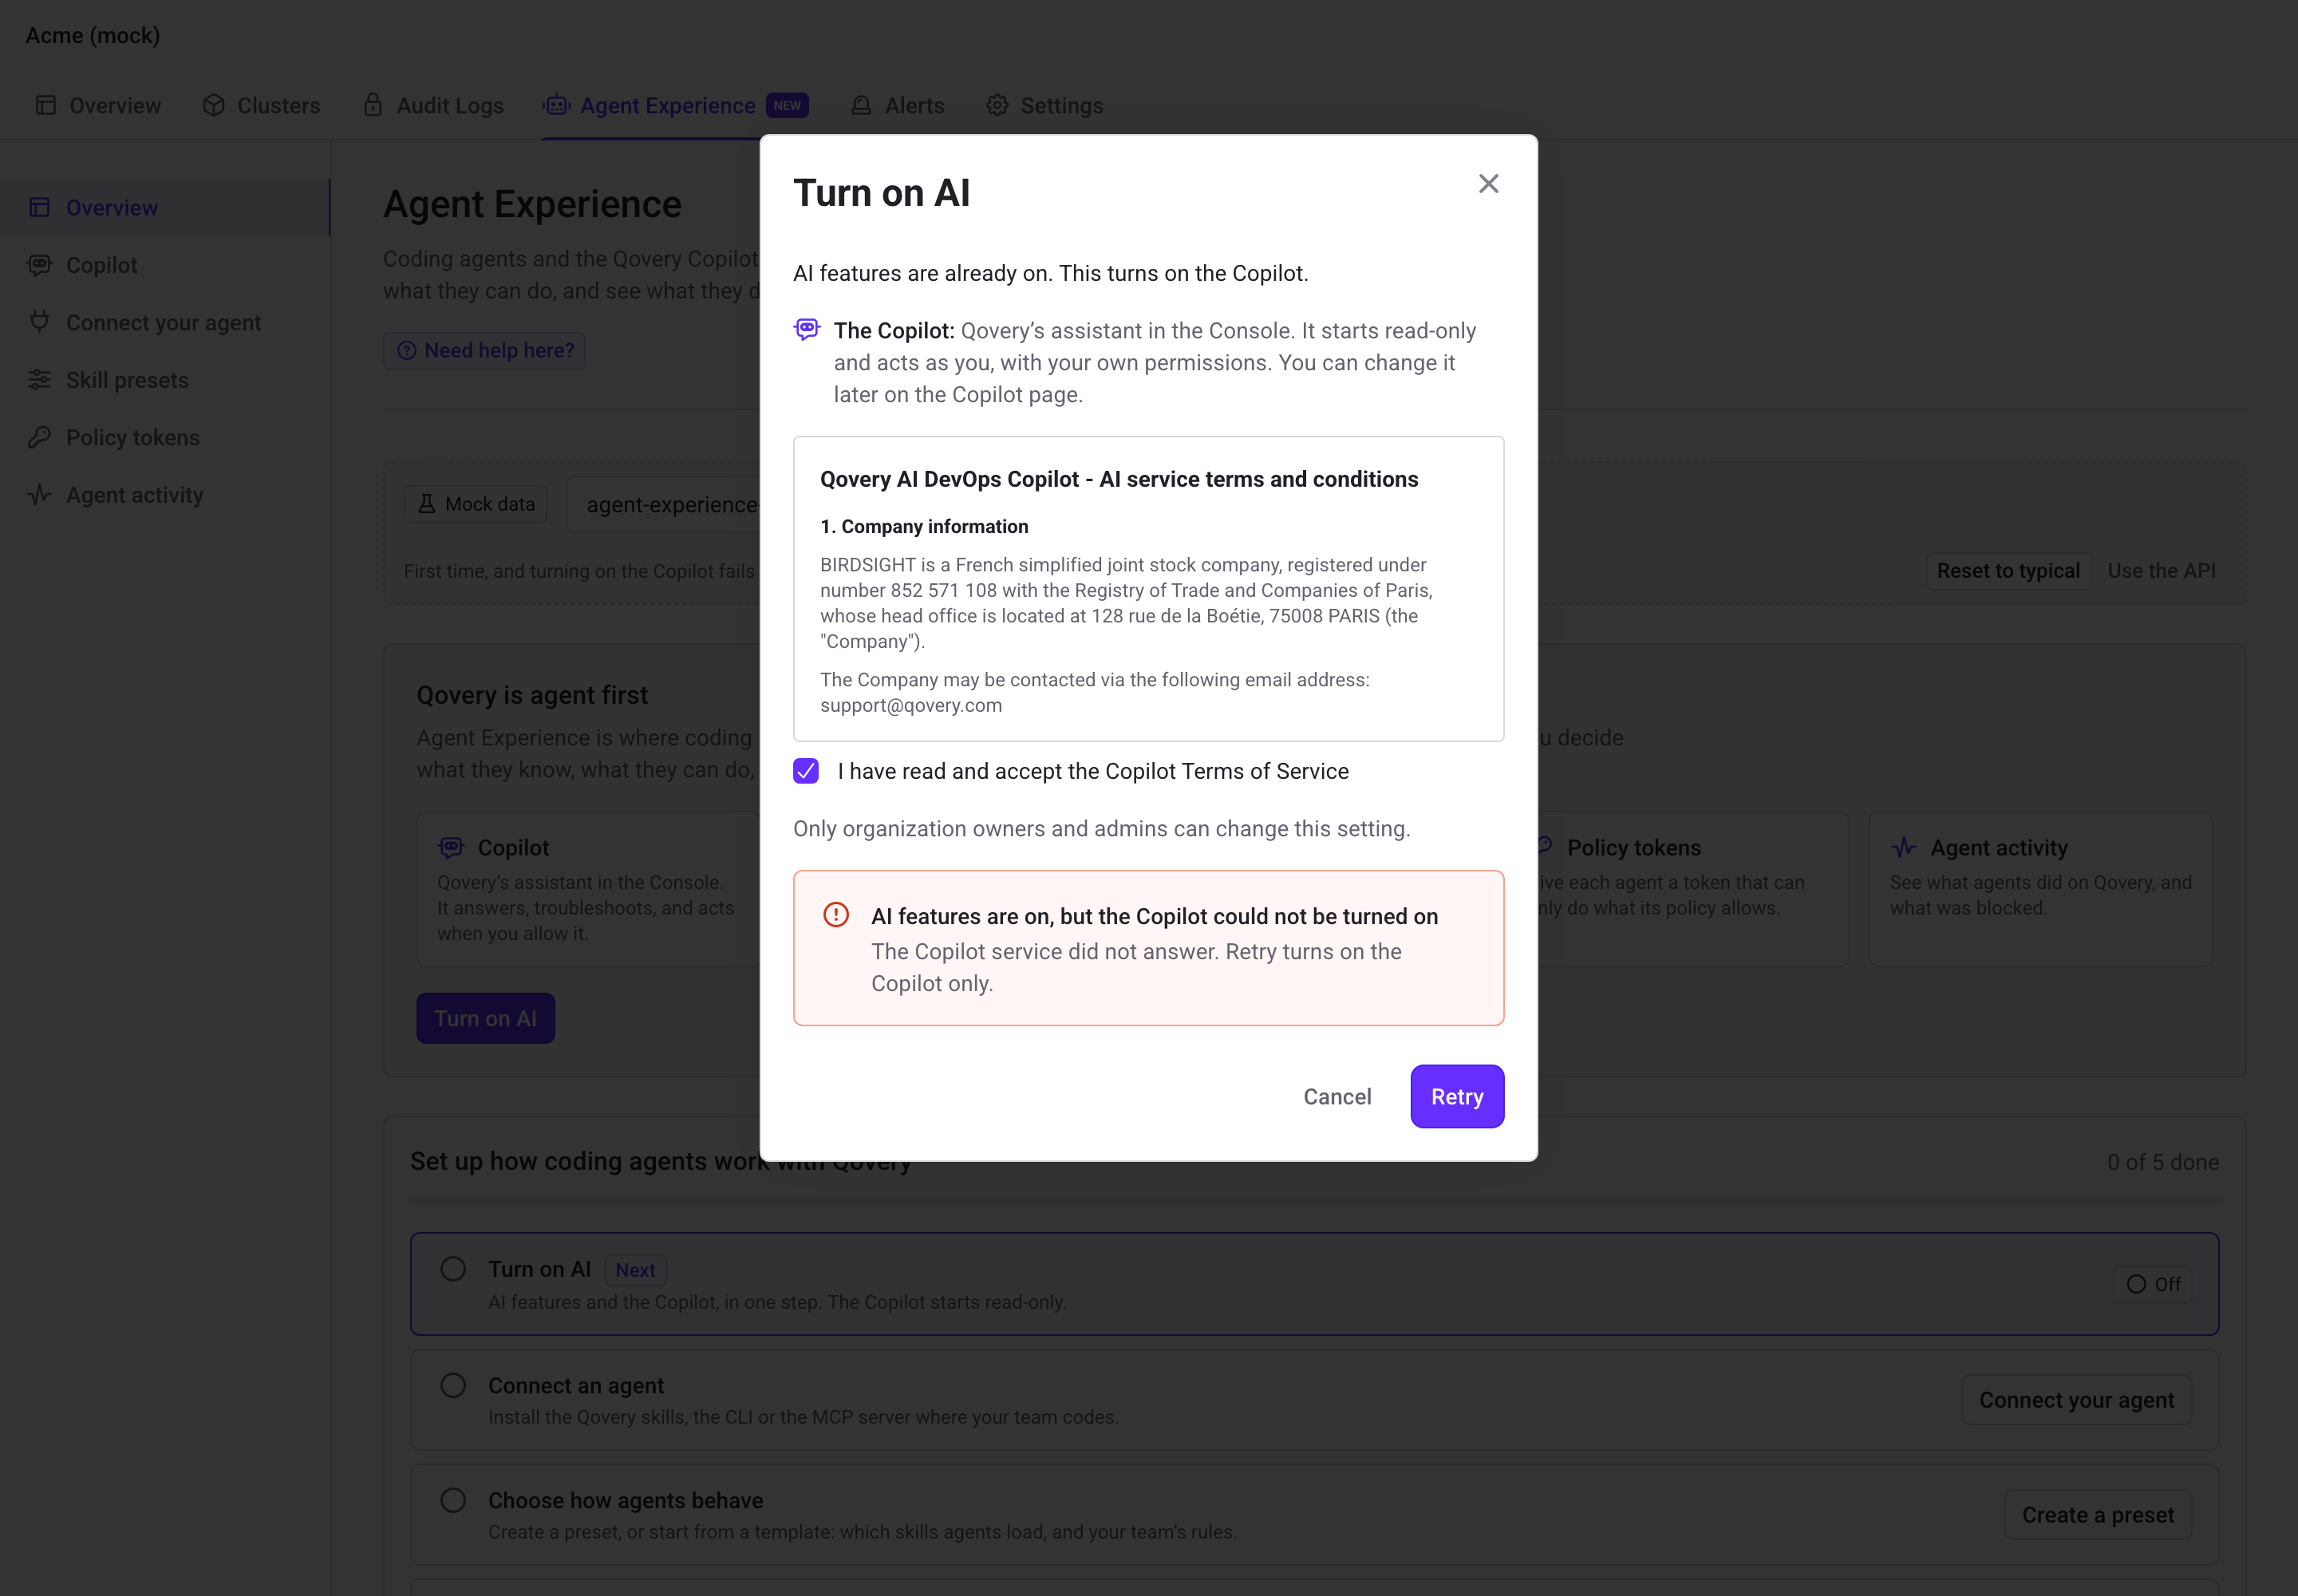 Acme (mock)
Overview
Clusters
Audit Logs
Agent Experience NEW
Alerts
Settings
Overview
Copilot
Connect your agent
Skill presets
Policy tokens
Agent activity
Agent Experience
Coding agents and the Qovery Copilot
what they can do, and see what they d
Need help here?
Mock data
agent-experience-
First time, and turning on the Copilot fails
Reset to typical
Use the API
Qovery is agent first
Agent Experience is where coding
u decide
what they know, what they can do,
Copilot
Qovery’s assistant in the Console.
It answers, troubleshoots, and acts
when you allow it.
Policy tokens
ive each agent a token that can
nly do what its policy allows.
Agent activity
See what agents did on Qovery, and
what was blocked.
Turn on AI
Set up how coding agents work with Qovery
0 of 5 done
Turn on AI Next
AI features and the Copilot, in one step. The Copilot starts read-only.
Off
Connect an agent
Install the Qovery skills, the CLI or the MCP server where your team codes.
Connect your agent
Choose how agents behave
Create a preset, or start from a template: which skills agents load, and your team’s rules.
Create a preset
Turn on AI
AI features are already on. This turns on the Copilot.
The Copilot: Qovery’s assistant in the Console. It starts read-only
and acts as you, with your own permissions. You can change it
later on the Copilot page.
Qovery AI DevOps Copilot - AI service terms and conditions
1. Company information
BIRDSIGHT is a French simplified joint stock company, registered under
number 852 571 108 with the Registry of Trade and Companies of Paris,
whose head office is located at 128 rue de la Boétie, 75008 PARIS (the
"Company").
The Company may be contacted via the following email address:
support@qovery.com
I have read and accept the Copilot Terms of Service
Only organization owners and admins can change this setting.
AI features are on, but the Copilot could not be turned on
The Copilot service did not answer. Retry turns on the
Copilot only.
Cancel
Retry